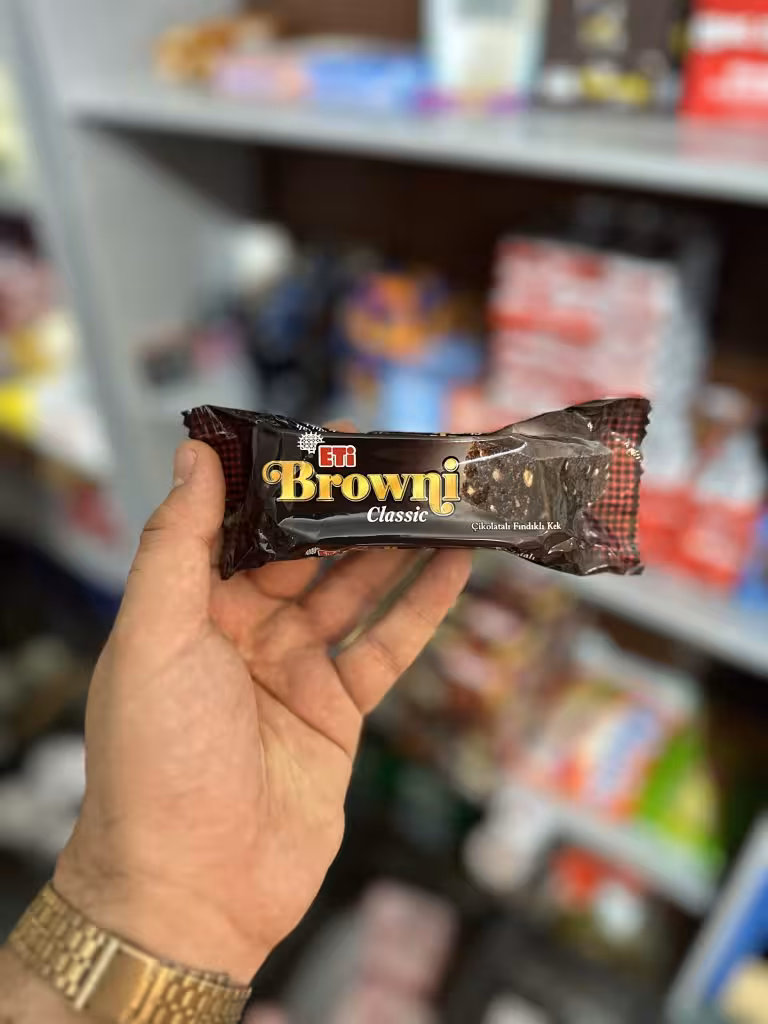 ETi
Browni
Classic
Çikolatalı Fındıklı Kek